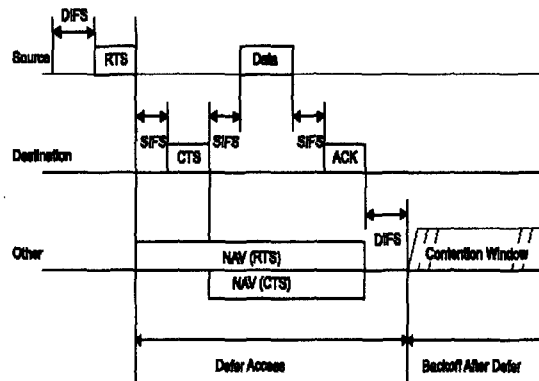 DIFS
Source
RTS
Data
SIFS
SIFS
SIFS
Destination
CTS
ACK
DIFS
Other
NAV (RTS)
Contention Window
NAV (CTS)
Defer Access
Backoff After Defer